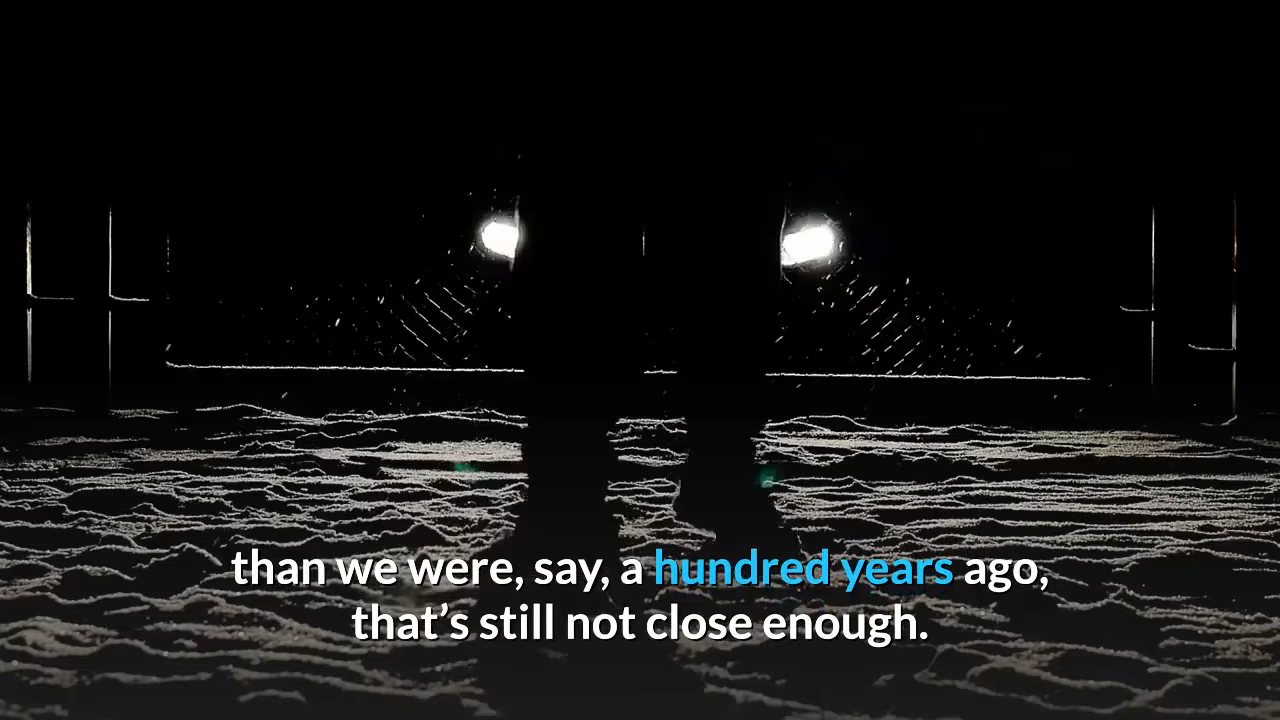 than we were, say, a hundred years ago,
that's still not close enough.